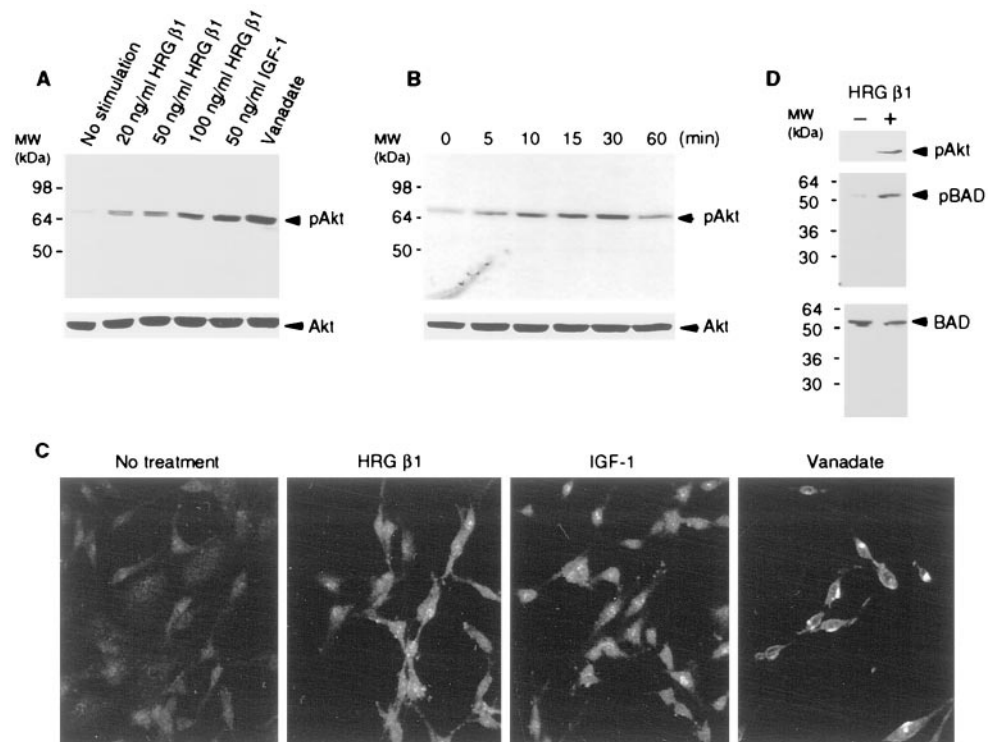 A
No stimulation
20 ng/ml HRG β1
50 ng/ml HRG β1
100 ng/ml HRG β1
50 ng/ml IGF-1
Vanadate
MW
(kDa)
98 -
64 -
50 -
pAkt
Akt
B
MW
(kDa)
0 5 10 15 30 60 (min)
98 -
64 -
50 -
pAkt
Akt
D
HRG β1
MW
(kDa)
− +
pAkt
64 -
50 -
36 -
30 -
pBAD
64 -
50 -
36 -
30 -
BAD
C
No treatment
HRG β1
IGF-1
Vanadate